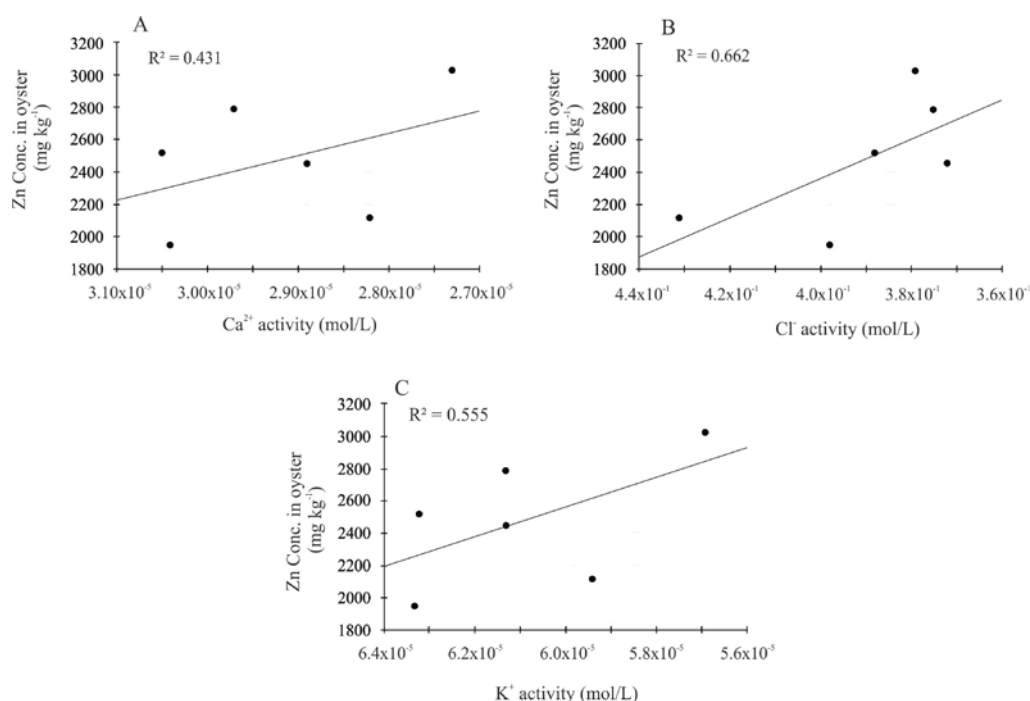 A
R² = 0.431
Zn Conc. in oyster
(mg kg⁻¹)
3200
3000
2800
2400
2200
2000
1800
3.10x10⁻⁵
3.00x10⁻⁵
2.90x10⁻⁵
2.80x10⁻⁵
2.70x10⁻⁵
Ca²⁺ activity (mol/L)
B
R² = 0.662
Zn Conc. in oyster
(mg kg⁻¹)
3200
3000
2800
2400
2200
2000
1800
4.4x10⁻¹
4.2x10⁻¹
4.0x10⁻¹
3.8x10⁻¹
3.6x10⁻¹
Cl⁻ activity (mol/L)
C
R² = 0.555
Zn Conc. in oyster
(mg kg⁻¹)
3200
3000
2800
2400
2200
2000
1800
6.4x10⁻⁵
6.2x10⁻⁵
6.0x10⁻⁵
5.8x10⁻⁵
5.6x10⁻⁵
K⁺ activity (mol/L)